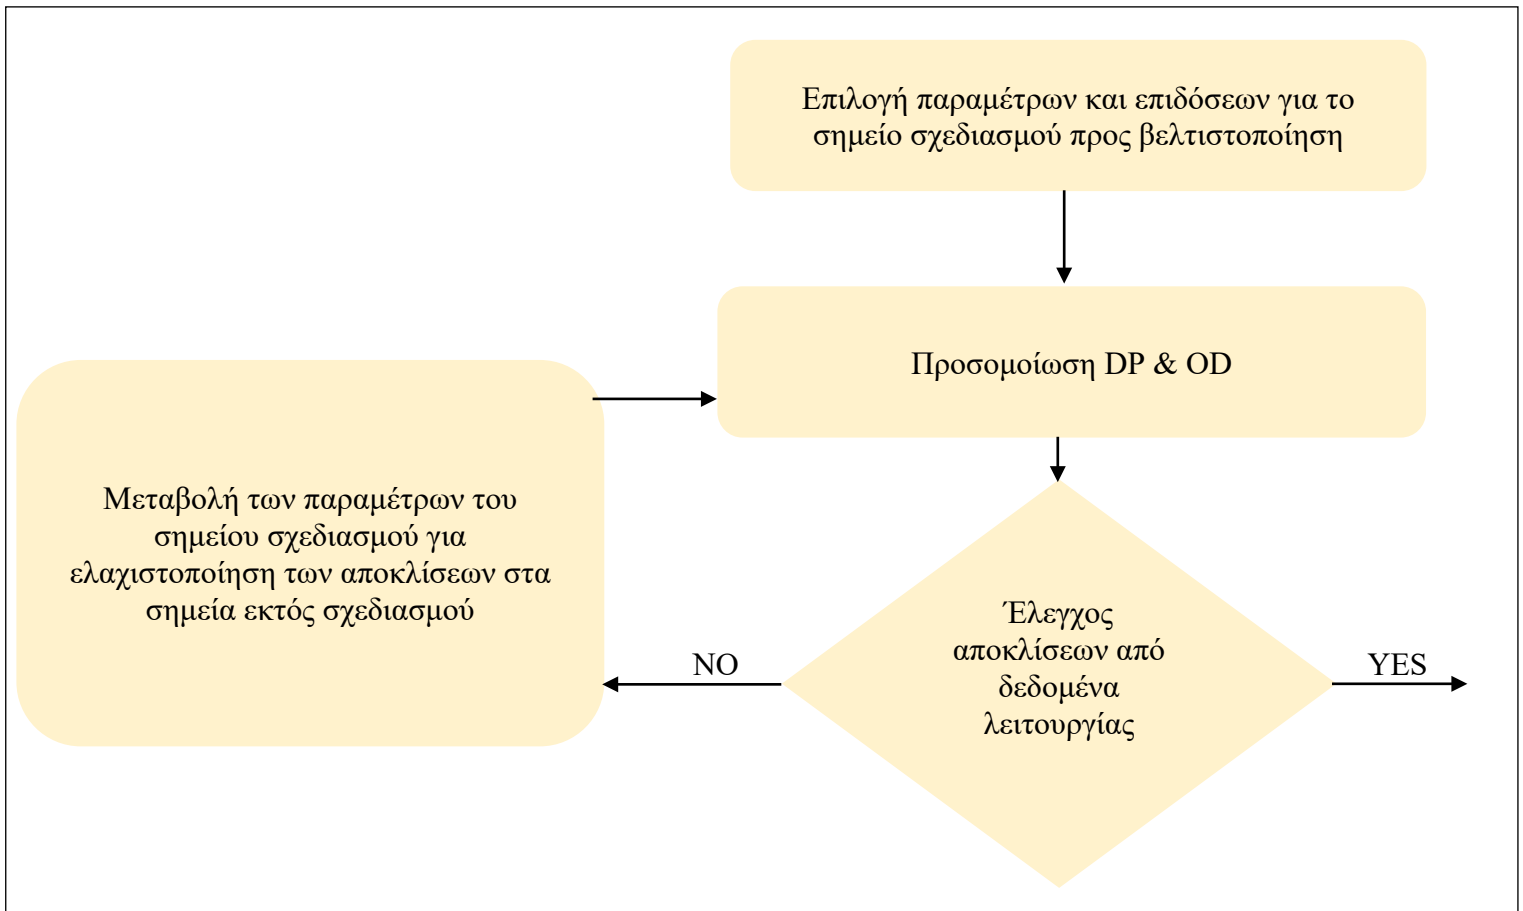 Επιλογή παραμέτρων και επιδόσεων για το
σημείο σχεδιασμού προς βελτιστοποίηση
Προσομοίωση DP & OD
Μεταβολή των παραμέτρων του
σημείου σχεδιασμού για
ελαχιστοποίηση των αποκλίσεων στα
σημεία εκτός σχεδιασμού
Έλεγχος
αποκλίσεων από
δεδομένα
λειτουργίας
NO
YES